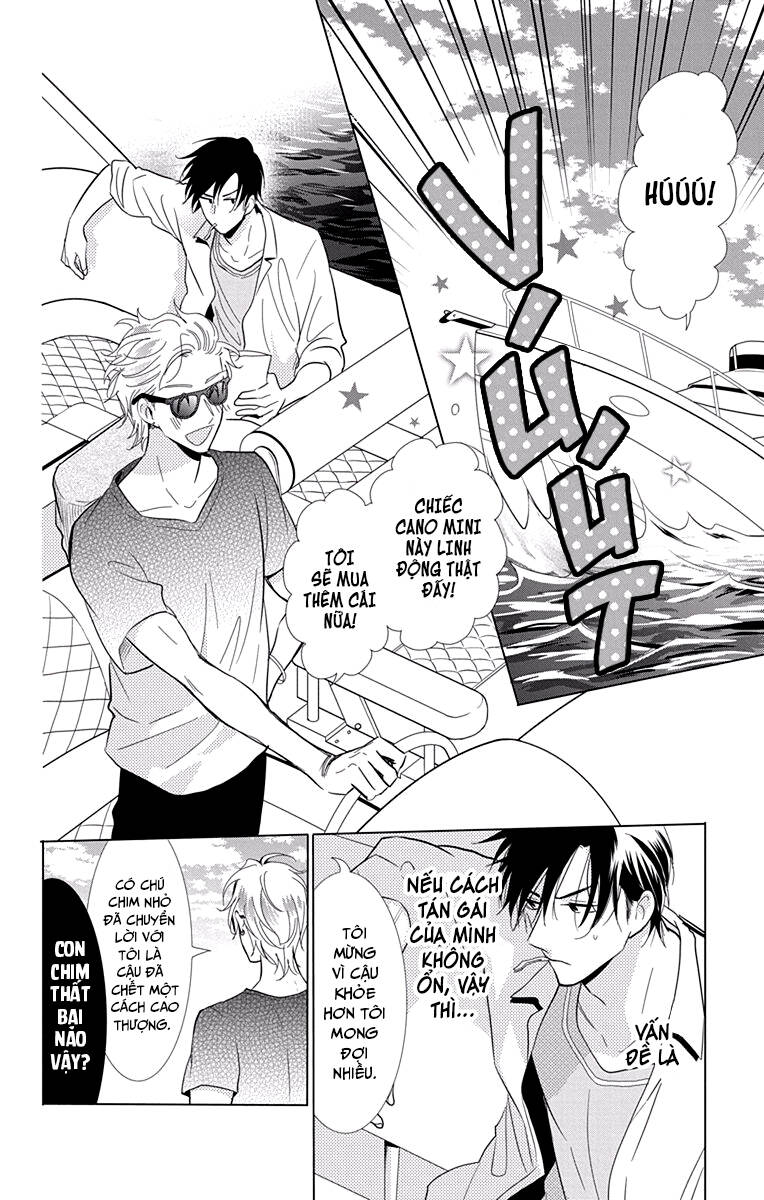 HÚÚÚ!
VÚÚÚT
CHIẾC
CANO MINI
NÀY LINH
ĐỘNG THẬT
ĐẤY!
TÔI
SẼ MUA
THÊM CÁI
NỮA!
VẤN
ĐỀ LÀ
NẾU CÁCH
TÁN GÁI
CỦA MÌNH
KHÔNG
ỔN, VẬY
THÌ...
TÔI
MỪNG
VÌ CẬU
KHỎE
HƠN TÔI
MONG
ĐỢI
NHIỀU.
CÓ CHÚ
CHIM NHỎ
ĐÃ CHUYỂN
LỜI VỚI
TÔI LÀ
CẬU ĐÃ
CHẾT MỘT
CÁCH CAO
THƯỢNG.
CON
CHIM
THẤT
BẠI NÀO
VẬY?